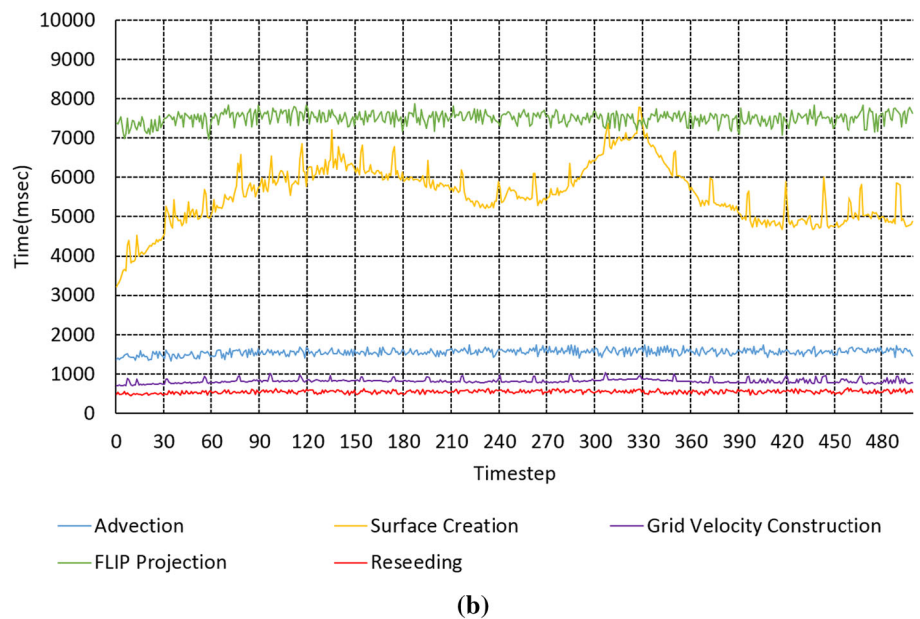 10000
9000
8000
7000
6000
5000
4000
3000
2000
1000
0
Time(msec)
0 30 60 90 120 150 180 210 240 270 300 330 360 390 420 450 480
Timestep
Advection Surface Creation Grid Velocity Construction
FLIP Projection Reseeding
(b)